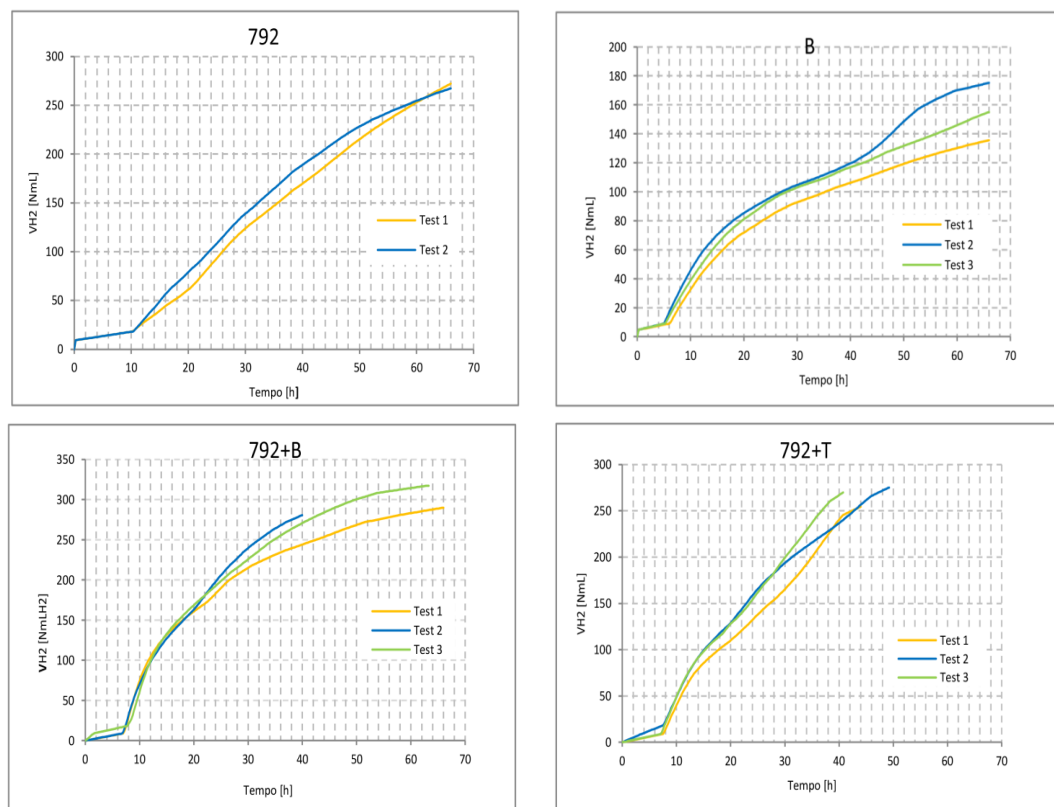 792
300
250
200
150
100
50
0
VH2 [NmL]
Test 1
Test 2
0 10 20 30 40 50 60 70
Tempo [h]
B
200
180
160
140
120
100
80
60
40
20
0
VH2 [NmL]
Test 1
Test 2
Test 3
0 10 20 30 40 50 60 70
Tempo [h]
792+B
350
300
250
200
150
100
50
0
VH2 [NmLH2]
Test 1
Test 2
Test 3
0 10 20 30 40 50 60 70
Tempo [h]
792+T
300
250
200
150
100
50
0
VH2 [NmL]
Test 1
Test 2
Test 3
0 10 20 30 40 50 60 70
Tempo [h]